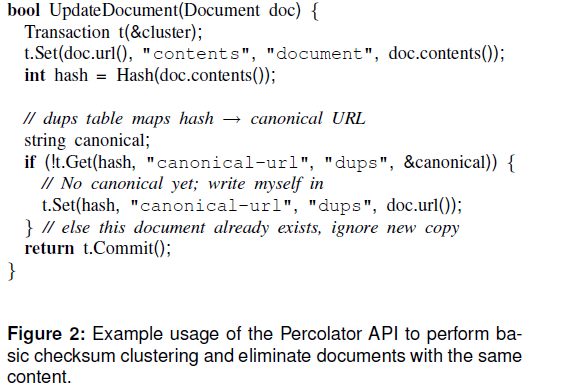 bool UpdateDocument(Document doc) {
Transaction t(&cluster);
t.Set(doc.url(), "contents", "document", doc.contents());
int hash = Hash(doc.contents());
// dups table maps hash → canonical URL
string canonical;
if (!t.Get(hash, "canonical-url", "dups", &canonical)) {
// No canonical yet; write myself in
t.Set(hash, "canonical-url", "dups", doc.url());
} // else this document already exists, ignore new copy
return t.Commit();
}
Figure 2: Example usage of the Percolator API to perform ba-
sic checksum clustering and eliminate documents with the same
content.